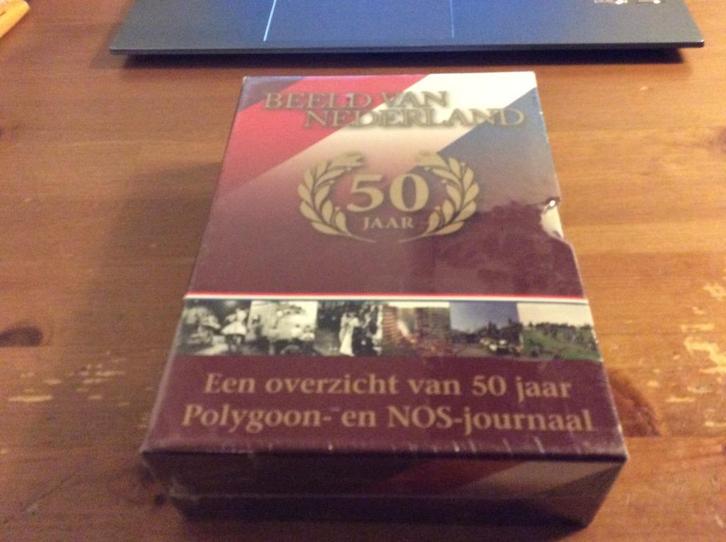 BEELD VAN
NEDERLAND
50
JAAR
Een overzicht van 50 jaar
Polygoon- en NOS-journaal